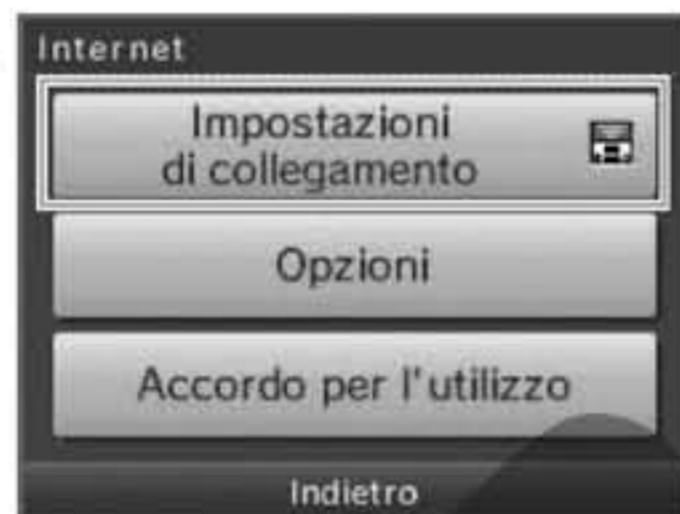 Internet
Impostazioni
di collegamento
Opzioni
Accordo per l'utilizzo
Indietro